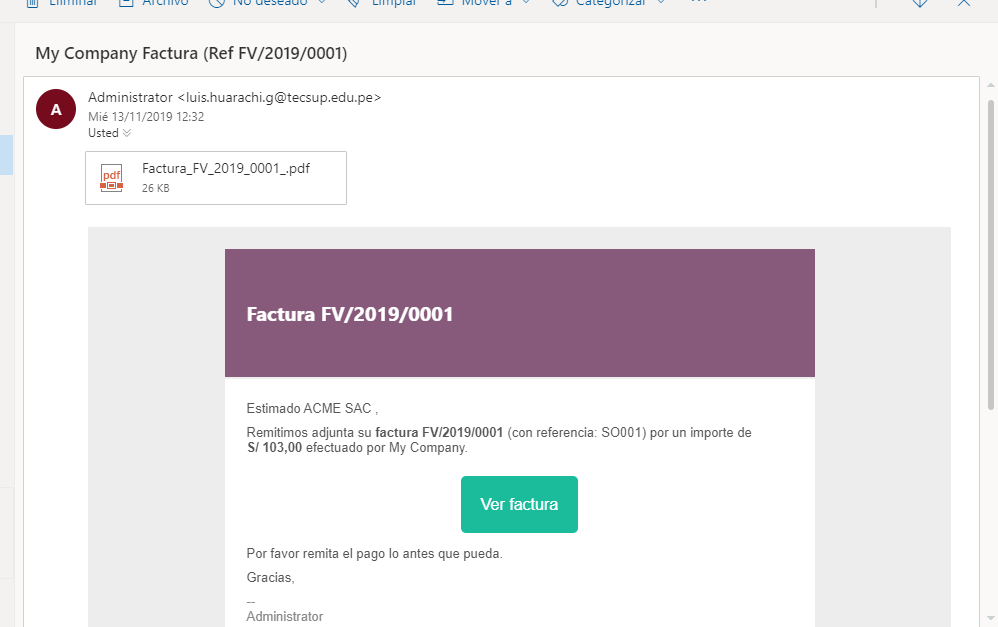 Eliminar Archivo No deseado Limpiar Mover a Categorizar
My Company Factura (Ref FV/2019/0001)
A
Administrator <luis.huarachi.g@tecsup.edu.pe>
Mié 13/11/2019 12:32
Usted
pdf
Factura_FV_2019_0001_.pdf
26 KB
Factura FV/2019/0001
Estimado ACME SAC ,
Remitimos adjunta su factura FV/2019/0001 (con referencia: SO001) por un importe de
S/ 103,00 efectuado por My Company.
Ver factura
Por favor remita el pago lo antes que pueda.
Gracias,
--
Administrator